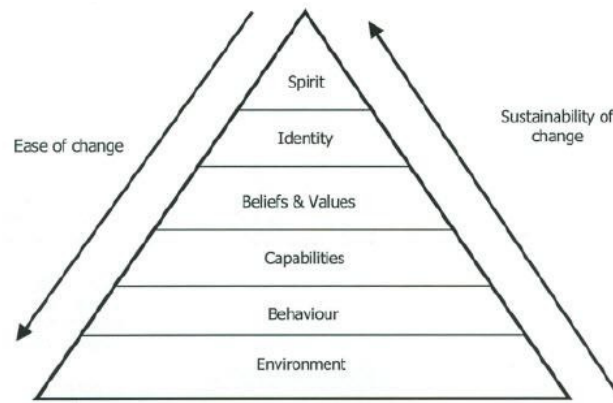 Spirit
Identity
Ease of change
Sustainability of
change
Beliefs & Values
Capabilities
Behaviour
Environment